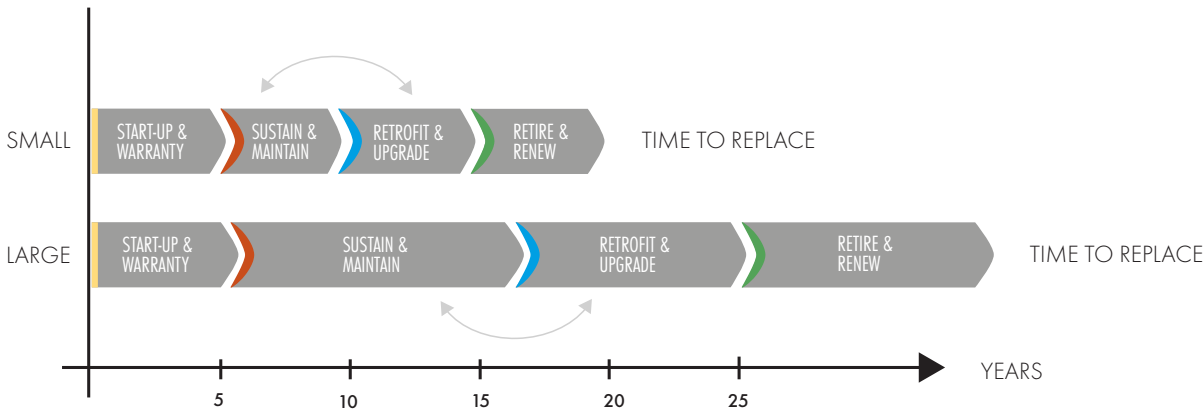 SMALL
START-UP &
WARRANTY
SUSTAIN &
MAINTAIN
RETROFIT &
UPGRADE
RETIRE &
RENEW
TIME TO REPLACE
LARGE
START-UP &
WARRANTY
SUSTAIN &
MAINTAIN
RETROFIT &
UPGRADE
RETIRE &
RENEW
TIME TO REPLACE
YEARS
5 10 15 20 25